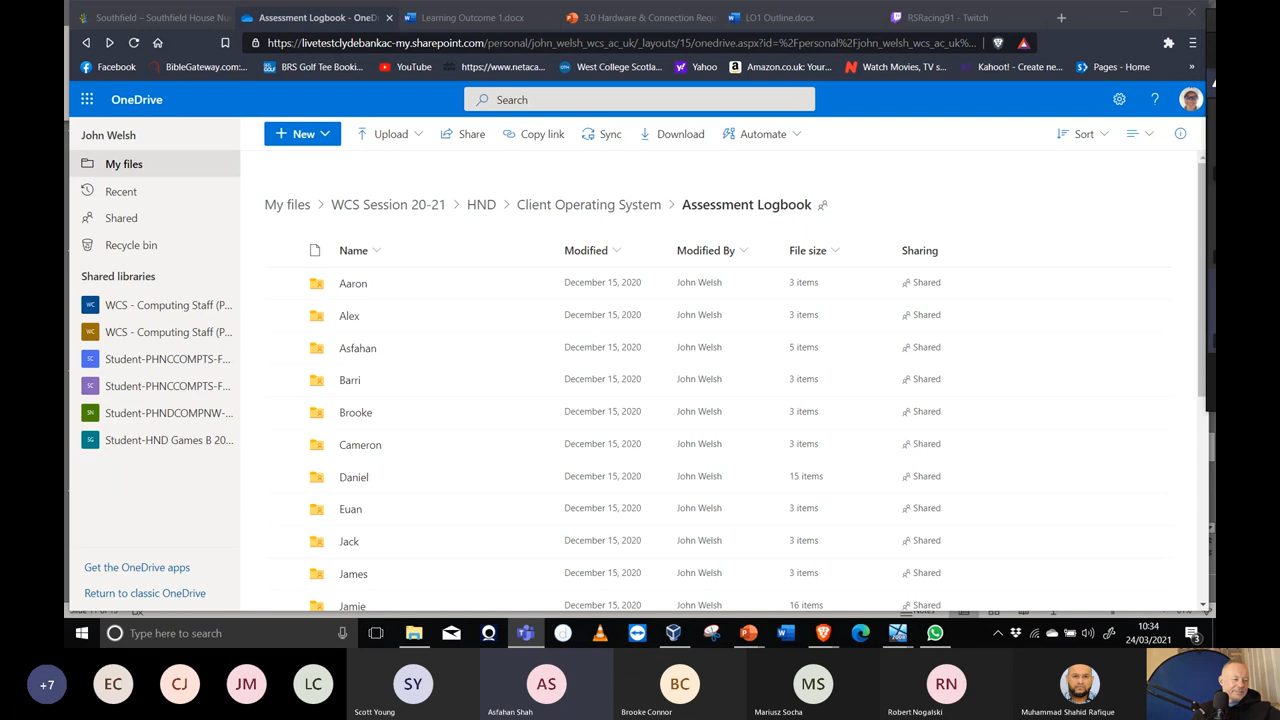 Southfield – Southfield House Nu
Assessment Logbook - OneD
Learning Outcome 1.docx
3.0 Hardware & Connection Requ
LO1 Outline.docx
RSRacing91 - Twitch
https://livetestclydebankac-my.sharepoint.com/personal/john_welsh_wcs_ac_uk/_layouts/15/onedrive.aspx?id=%2Fpersonal%2Fjohn_welsh_wcs_ac_uk%...
Facebook
BibleGateway.com:...
BRS Golf Tee Booki...
YouTube
https://www.netaca...
West College Scotla...
Yahoo
Amazon.co.uk: Your...
Watch Movies, TV s...
Kahoot! - Create ne...
Pages - Home
»
OneDrive
Search
?
John Welsh
+ New
Upload
Share
Copy link
Sync
Download
Automate
Sort
My files
Recent
Shared
Recycle bin
Shared libraries
WC WCS - Computing Staff (P...
WC WCS - Computing Staff (P...
SC Student-PHNCCOMPTS-F...
SC Student-PHNCCOMPTS-F...
SN Student-PHNDCOMPNW-...
SG Student-HND Games B 20...
Get the OneDrive apps
Return to classic OneDrive
My files > WCS Session 20-21 > HND > Client Operating System > Assessment Logbook
Name Modified Modified By File size Sharing
Aaron December 15, 2020 John Welsh 3 items Shared
Alex December 15, 2020 John Welsh 3 items Shared
Asfahan December 15, 2020 John Welsh 5 items Shared
Barri December 15, 2020 John Welsh 3 items Shared
Brooke December 15, 2020 John Welsh 3 items Shared
Cameron December 15, 2020 John Welsh 3 items Shared
Daniel December 15, 2020 John Welsh 15 items Shared
Euan December 15, 2020 John Welsh 3 items Shared
Jack December 15, 2020 John Welsh 3 items Shared
James December 15, 2020 John Welsh 3 items Shared
Jamie December 15, 2020 John Welsh 16 items Shared
Type here to search
10:34
24/03/2021
3
+7
EC
CJ
JM
LC
SY
Scott Young
AS
Asfahan Shah
BC
Brooke Connor
MS
Mariusz Socha
RN
Robert Nogalski
Muhammad Shahid Rafique